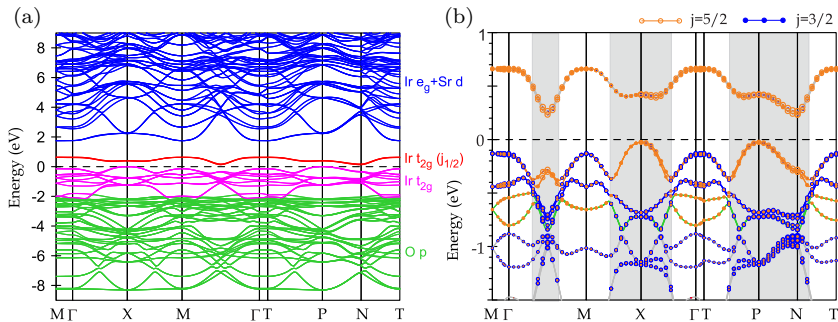 (a)
8
6
4
2
0
-2
-4
-6
-8
Energy (eV)
Ir e_g+Sr d
Ir t_2g (j_1/2)
Ir t_2g
O p
M Γ X M Γ T P N T
(b)
j=5/2 j=3/2
1
0
-1
Energy (eV)
M Γ X M X Γ T P N T